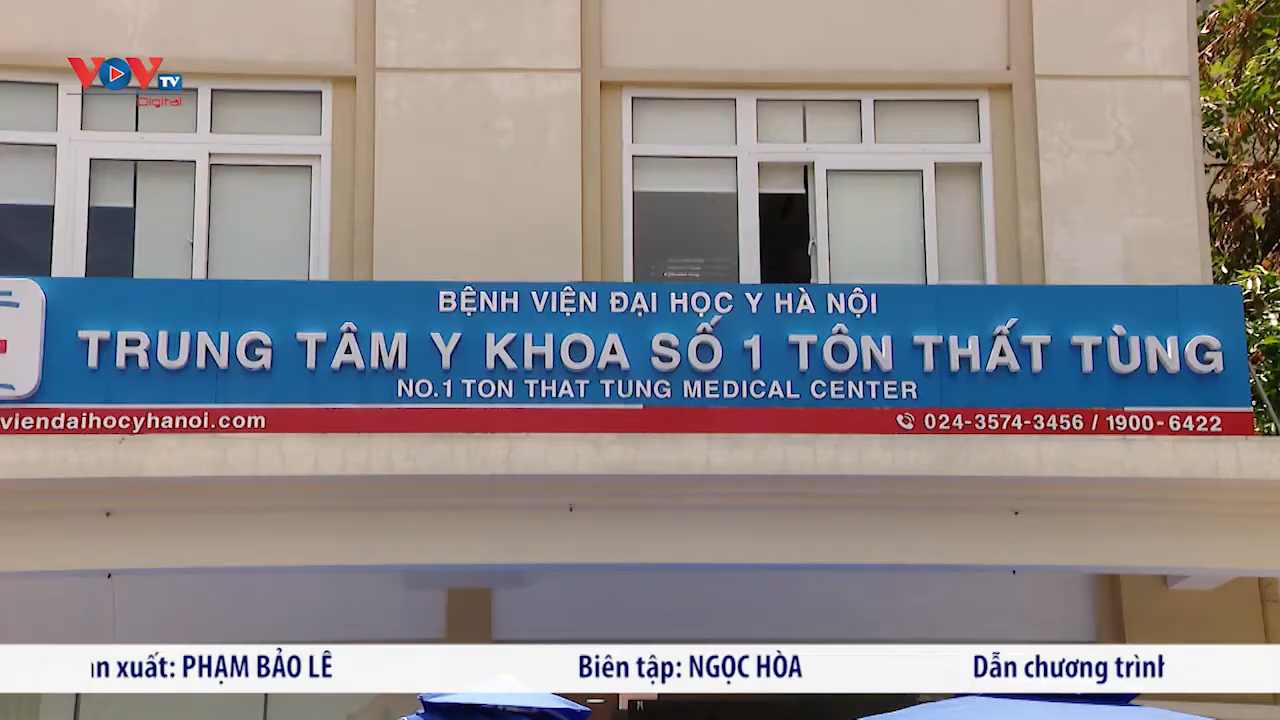 VOV TV
Digital
BỆNH VIỆN ĐẠI HỌC Y HÀ NỘI
TRUNG TÂM Y KHOA SỐ 1 TÔN THẤT TÙNG
NO.1 TON THAT TUNG MEDICAL CENTER
viendaihocyhanoi.com
024-3574-3456 / 1900-6422
xuất: PHẠM BẢO LÊ Biên tập: NGỌC HÒA Dẫn chương trình